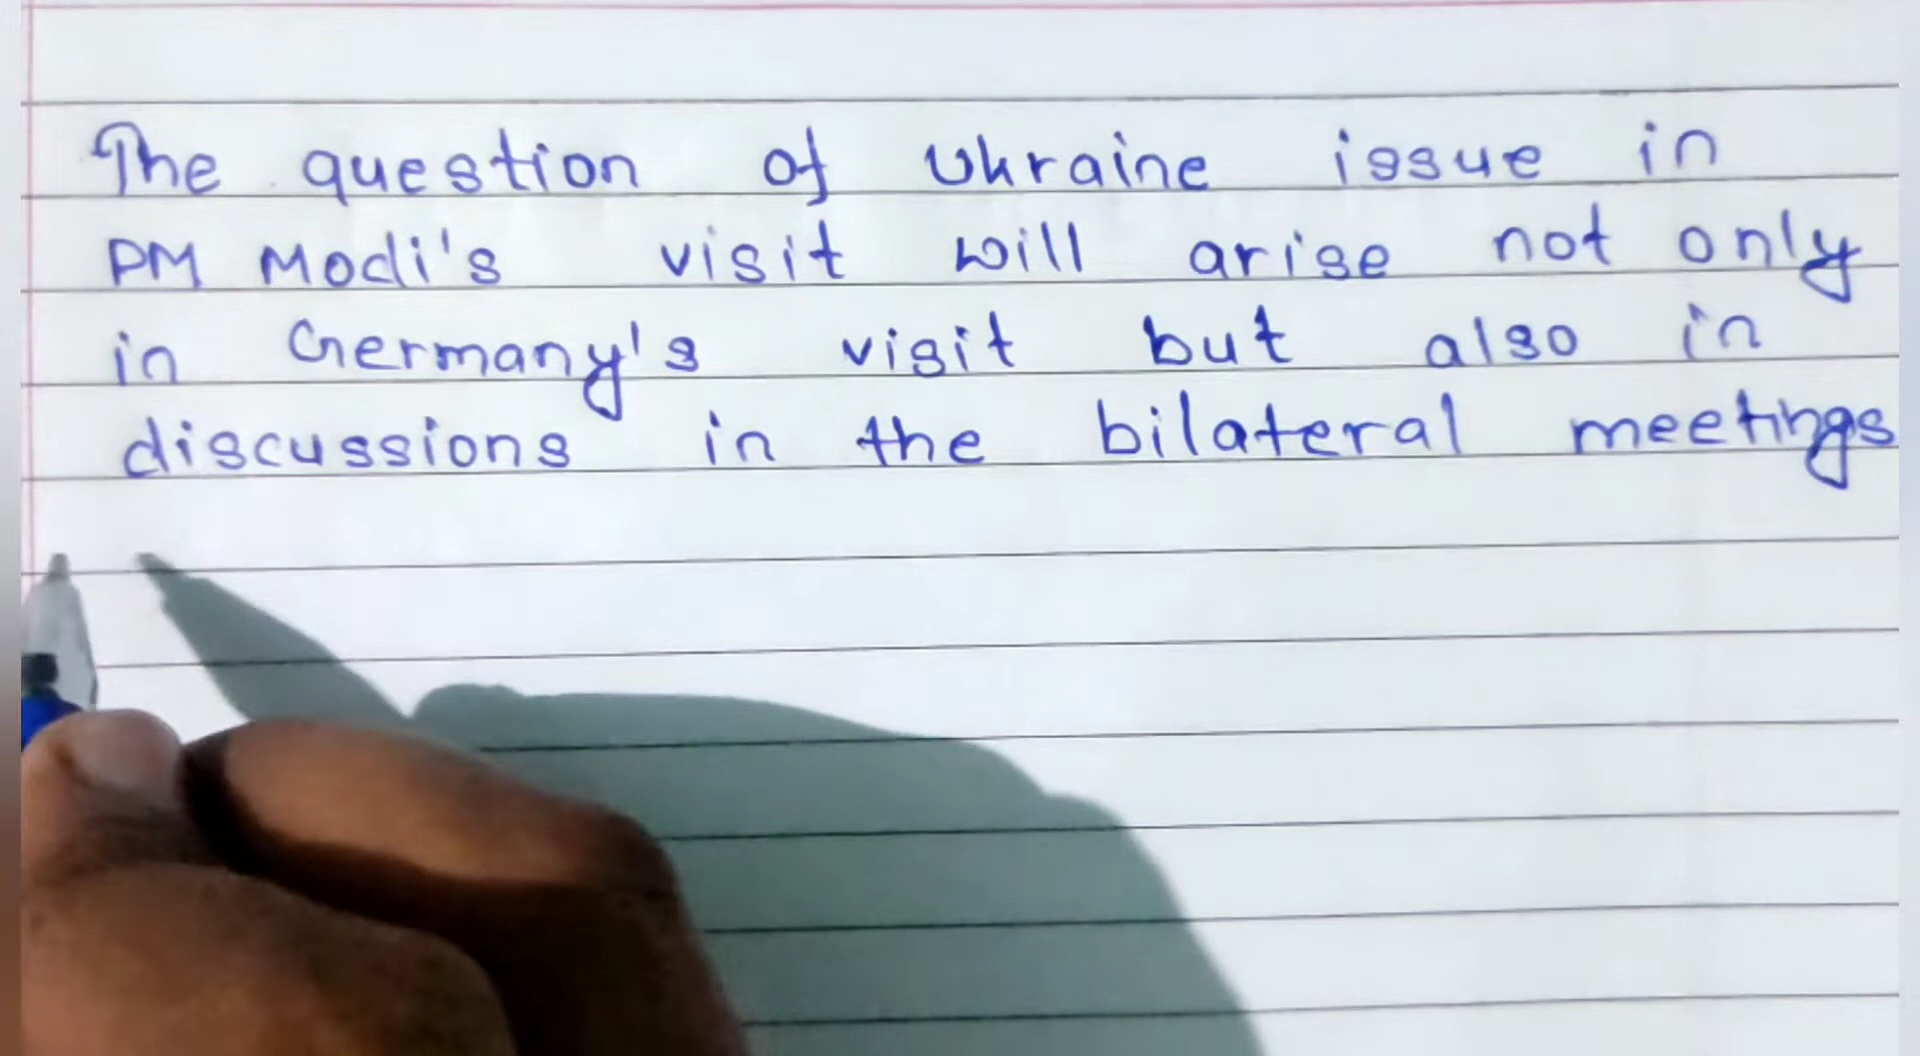 The question of Ukraine issue in
PM Modi's visit will arise not only
in Germany's visit but also in
discussions in the bilateral meetings